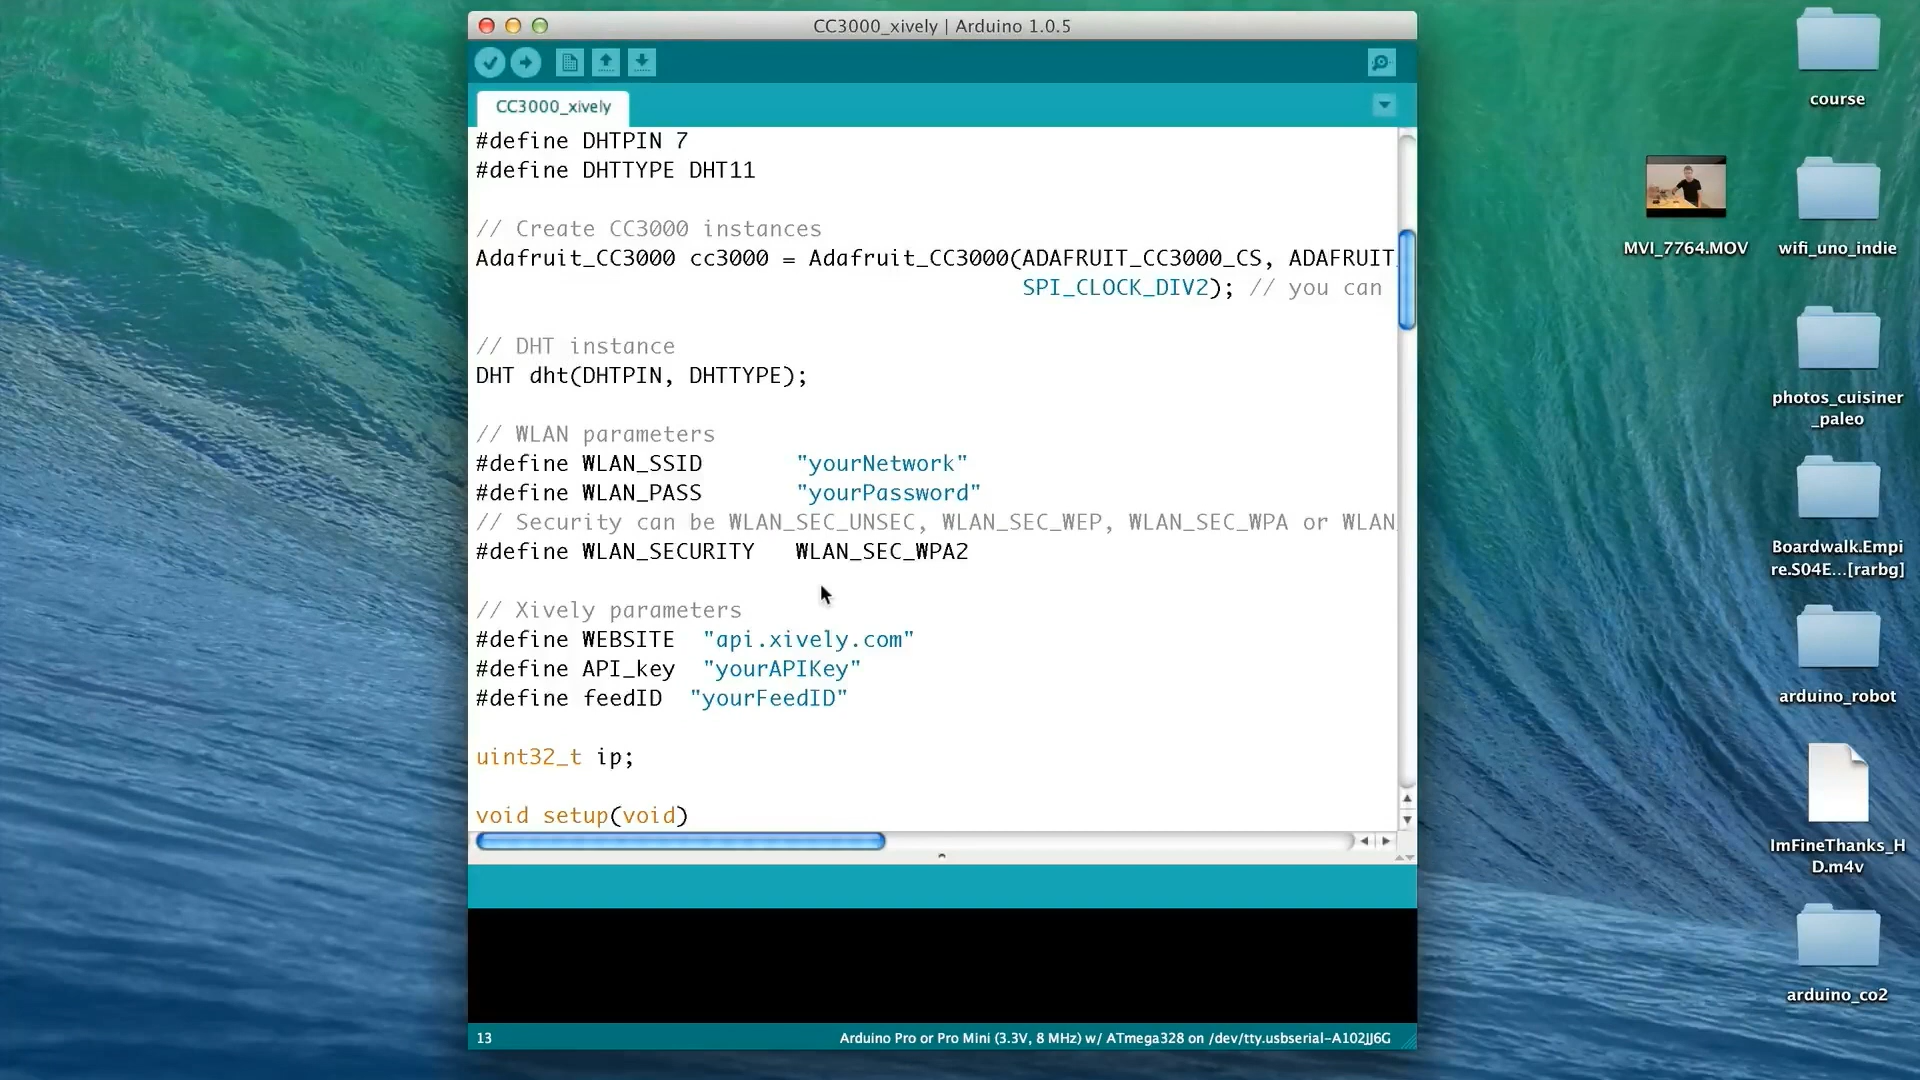 CC3000_xively | Arduino 1.0.5
CC3000_xively
#define DHTPIN 7
#define DHTTYPE DHT11
// Create CC3000 instances
Adafruit_CC3000 cc3000 = Adafruit_CC3000(ADAFRUIT_CC3000_CS, ADAFRUIT_
SPI_CLOCK_DIV2); // you can
// DHT instance
DHT dht(DHTPIN, DHTTYPE);
// WLAN parameters
#define WLAN_SSID "yourNetwork"
#define WLAN_PASS "yourPassword"
// Security can be WLAN_SEC_UNSEC, WLAN_SEC_WEP, WLAN_SEC_WPA or WLAN_
#define WLAN_SECURITY WLAN_SEC_WPA2
// Xively parameters
#define WEBSITE "api.xively.com"
#define API_key "yourAPIKey"
#define feedID "yourFeedID"
uint32_t ip;
void setup(void)
13
Arduino Pro or Pro Mini (3.3V, 8 MHz) w/ ATmega328 on /dev/tty.usbserial-A102JJ6G
course
MVI_7764.MOV
wifi_uno_indie
photos_cuisiner
_paleo
Boardwalk.Empi
re.S04E...[rarbg]
arduino_robot
ImFineThanks_H
D.m4v
arduino_co2